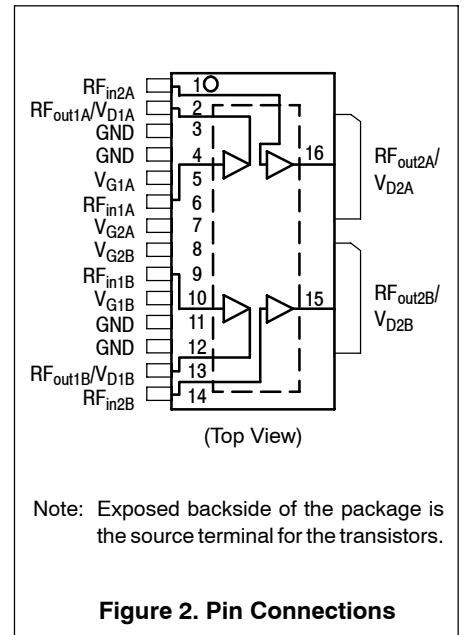 RFin2A 1
RFout1A/VD1A 2
GND 3
GND 4
VG1A 5
RFin1A 6
VG2A 7
VG2B 8
RFin1B 9
VG1B 10
GND 11
GND 12
RFout1B/VD1B 13
RFin2B 14
16 RFout2A/
VD2A
15 RFout2B/
VD2B
(Top View)
Note: Exposed backside of the package is
the source terminal for the transistors.
Figure 2. Pin Connections